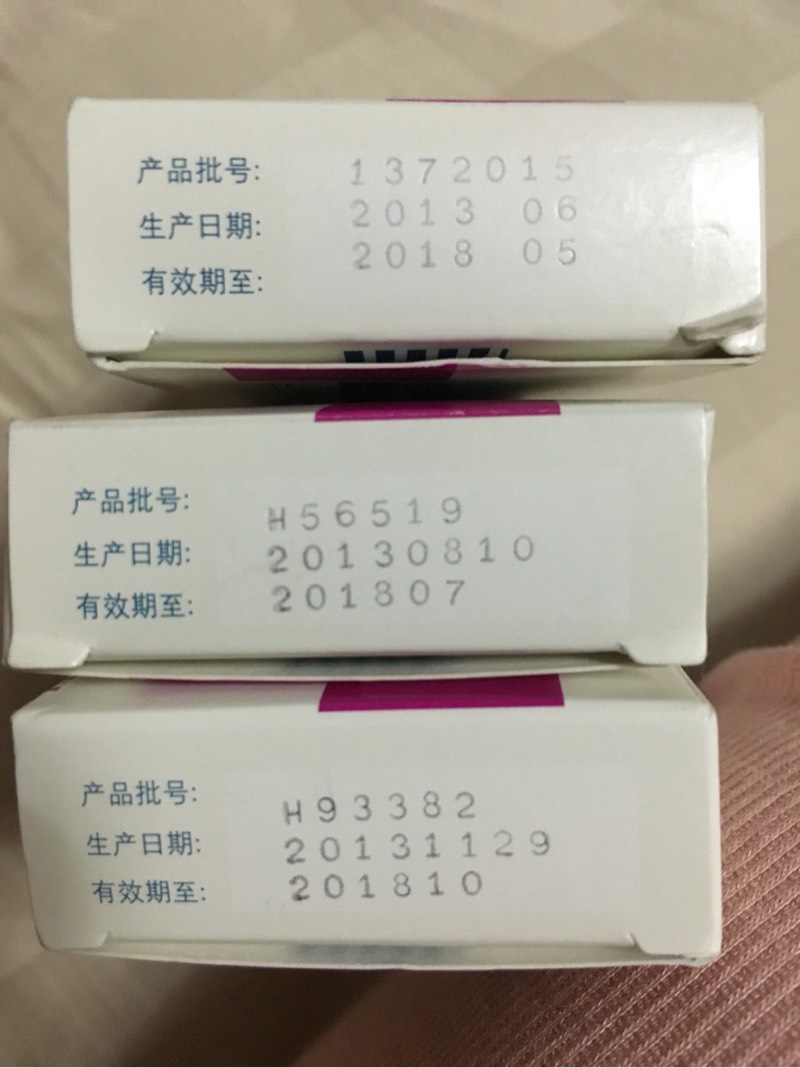 产品批号: 1372015
生产日期: 2013 06
有效期至: 2018 05
产品批号: H56519
生产日期: 20130810
有效期至: 201807
产品批号: H93382
生产日期: 20131129
有效期至: 201810